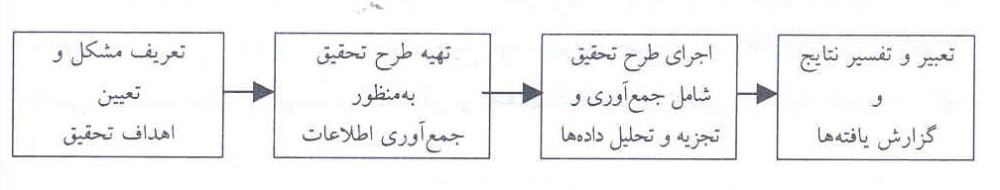 تعریف مشکل و
تعیین
اهداف تحقیق
تهیه طرح تحقیق
به‌منظور
جمع‌آوری اطلاعات
اجرای طرح تحقیق
شامل جمع‌آوری و
تجزیه و تحلیل داده‌ها
تعبیر و تفسیر نتایج
و
گزارش یافته‌ها